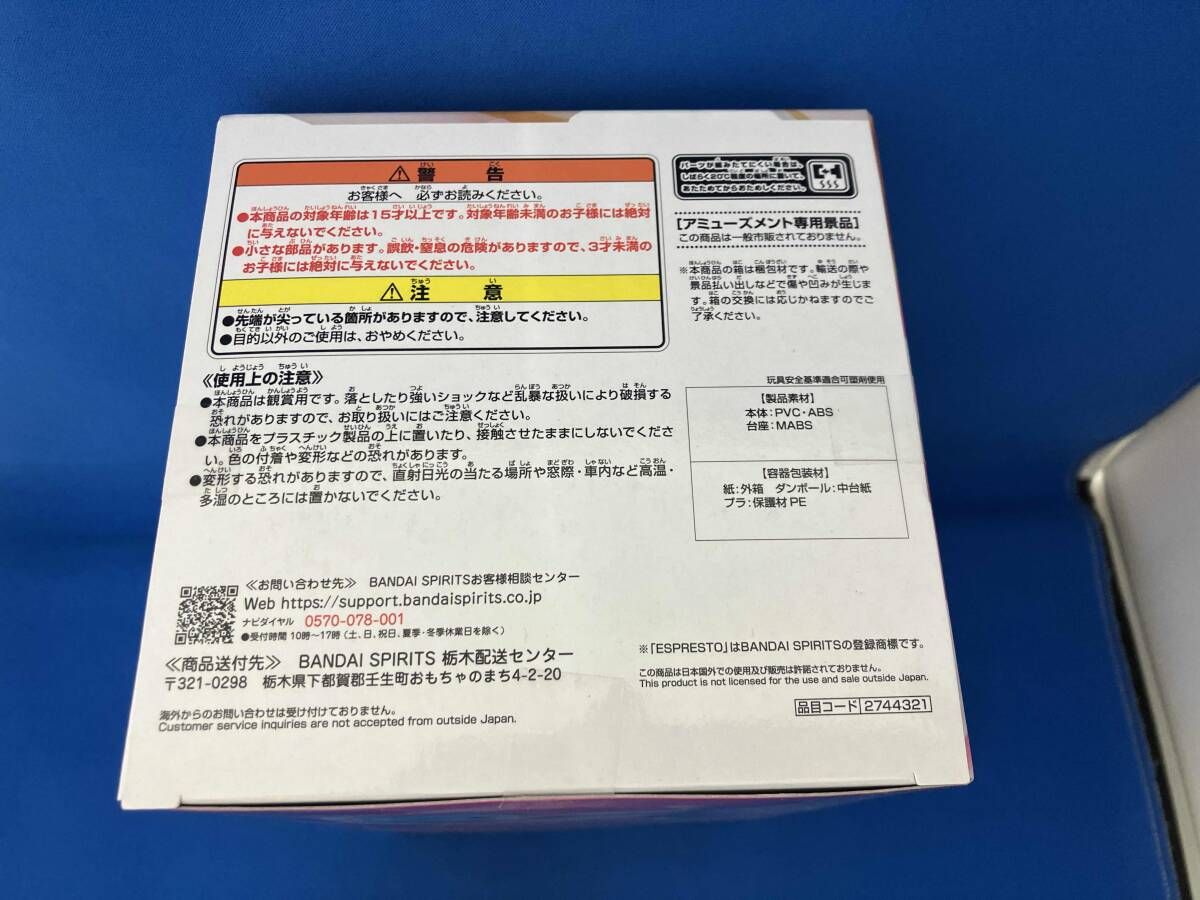 ⚠警告
お客様へ 必ずお読みください。
●本商品の対象年齢は15才以上です。対象年齢未満のお子様には絶対
に与えないでください。
●小さな部品があります。誤飲・窒息の危険がありますので、3才未満の
お子様には絶対に与えないでください。
⚠注意
●先端が尖っている箇所がありますので、注意してください。
●目的以外のご使用は、おやめください。
《使用上の注意》
●本商品は観賞用です。落としたり強いショックなど乱暴な扱いにより破損する
恐れがありますので、お取り扱いにはご注意ください。
●本商品をプラスチック製品の上に置いたり、接触させたままにしないでくださ
い。色の付着や変形などの恐れがあります。
●変形する恐れがありますので、直射日光の当たる場所や窓際・車内など高温・
多湿のところには置かないでください。
パーツが組みたてにくい場合は、
しばらく20℃程度の場所に置いて、
あたためてからおためしください。
[アミューズメント専用景品]
この商品は一般市販されておりません。
※本商品の箱は梱包材です。輸送の際や
景品払い出しなどで傷や凹みが生じま
す。箱の交換には応じかねますのでご
了承ください。
玩具安全基準適合可塑剤使用
【製品素材】
本体:PVC・ABS
台座:MABS
【容器包装材】
紙:外箱 ダンボール:中台紙
プラ:保護材PE
≪お問い合わせ先≫ BANDAI SPIRITSお客様相談センター
Web https://support.bandaispirits.co.jp
ナビダイヤル 0570-078-001
●受付時間 10時~17時(土、日、祝日、夏季・冬季休業日を除く)
≪商品送付先≫ BANDAI SPIRITS 栃木配送センター
〒321-0298 栃木県下都賀郡壬生町おもちゃのまち4-2-20
海外からのお問い合わせは受け付けておりません。
Customer service inquiries are not accepted from outside Japan.
※「ESPRESTO」はBANDAI SPIRITSの登録商標です。
この商品は日本国外での使用及び販売は許諾されておりません。
This product is not licensed for the use and sale outside Japan.
品目コード 2744321